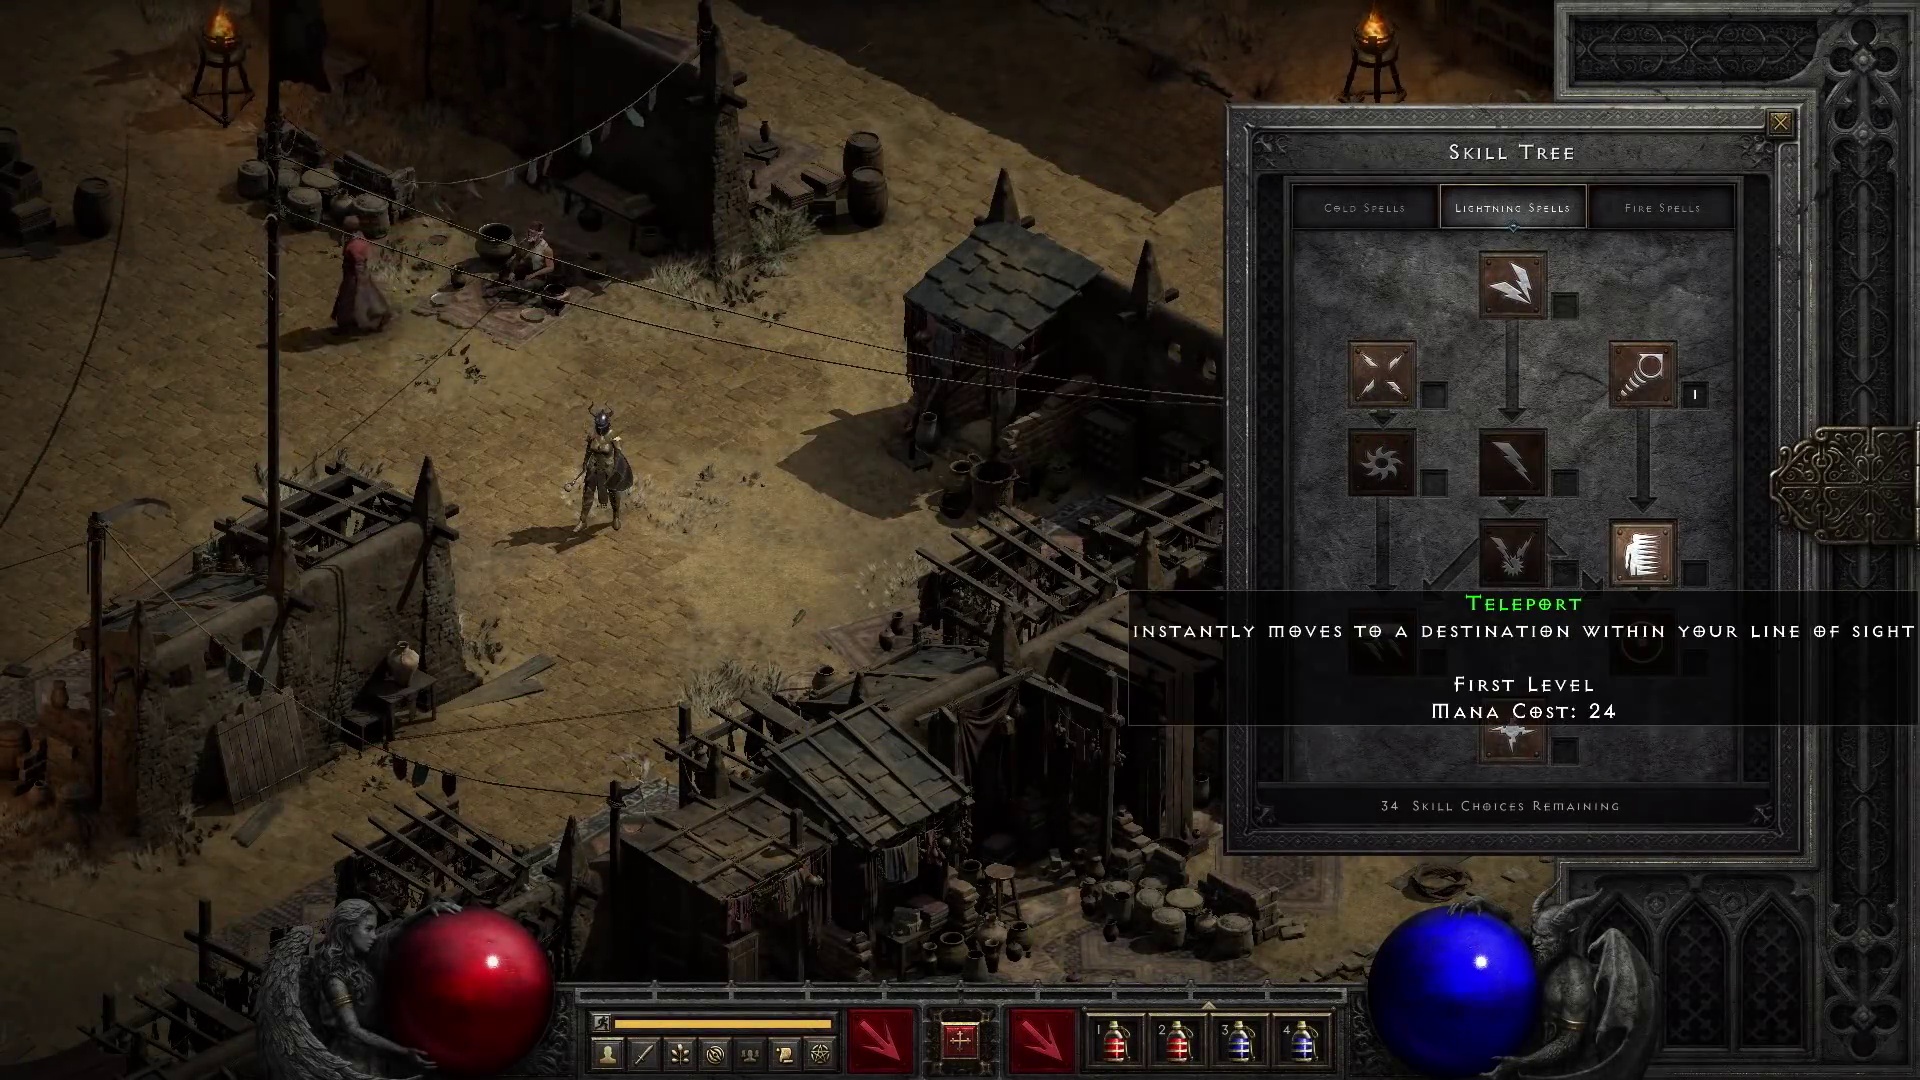 Skill Tree
Cold Spells
Lightning Spells
Fire Spells
1
Teleport
Instantly moves to a destination within your line of sight
First Level
Mana Cost: 24
34 Skill Choices Remaining
1
2
3
4